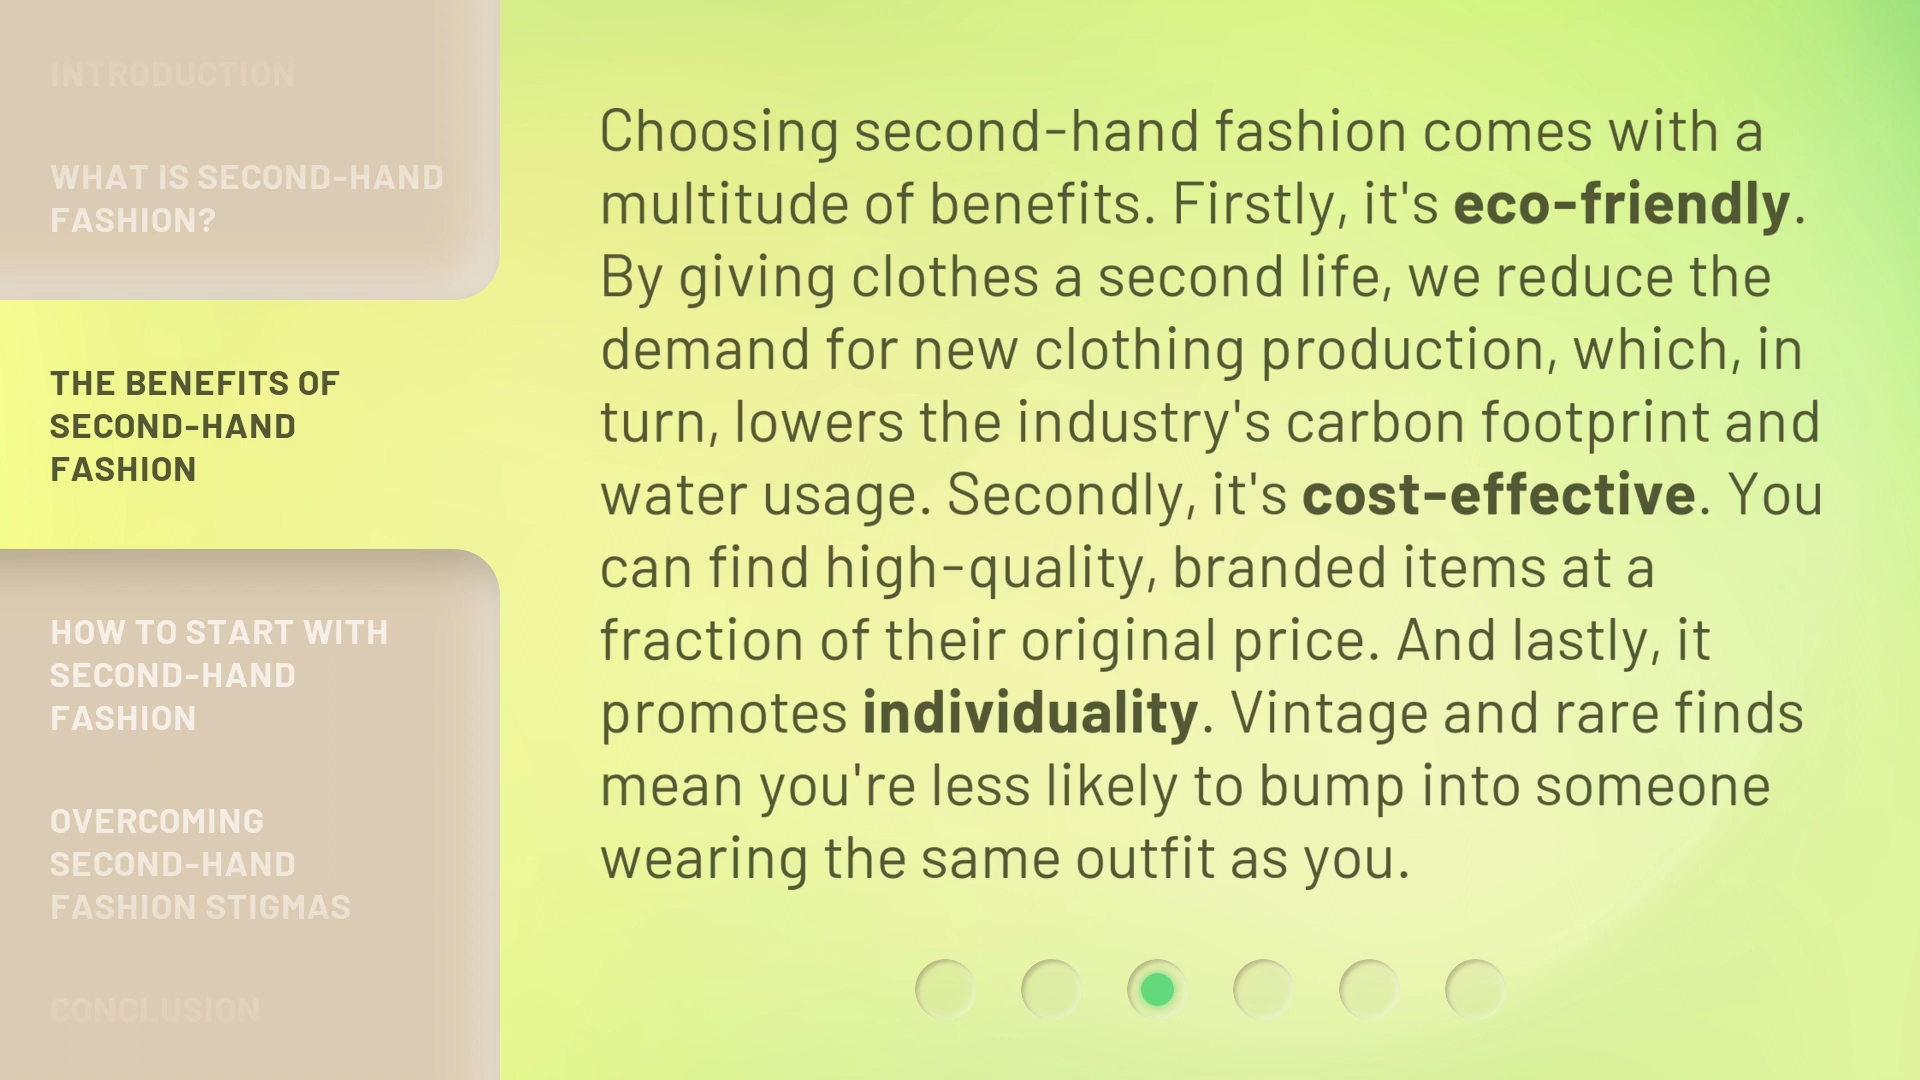 INTRODUCTION
WHAT IS SECOND-HAND
FASHION?
THE BENEFITS OF
SECOND-HAND
FASHION
HOW TO START WITH
SECOND-HAND
FASHION
OVERCOMING
SECOND-HAND
FASHION STIGMAS
CONCLUSION
Choosing second-hand fashion comes with a
multitude of benefits. Firstly, it's eco-friendly.
By giving clothes a second life, we reduce the
demand for new clothing production, which, in
turn, lowers the industry's carbon footprint and
water usage. Secondly, it's cost-effective. You
can find high-quality, branded items at a
fraction of their original price. And lastly, it
promotes individuality. Vintage and rare finds
mean you're less likely to bump into someone
wearing the same outfit as you.